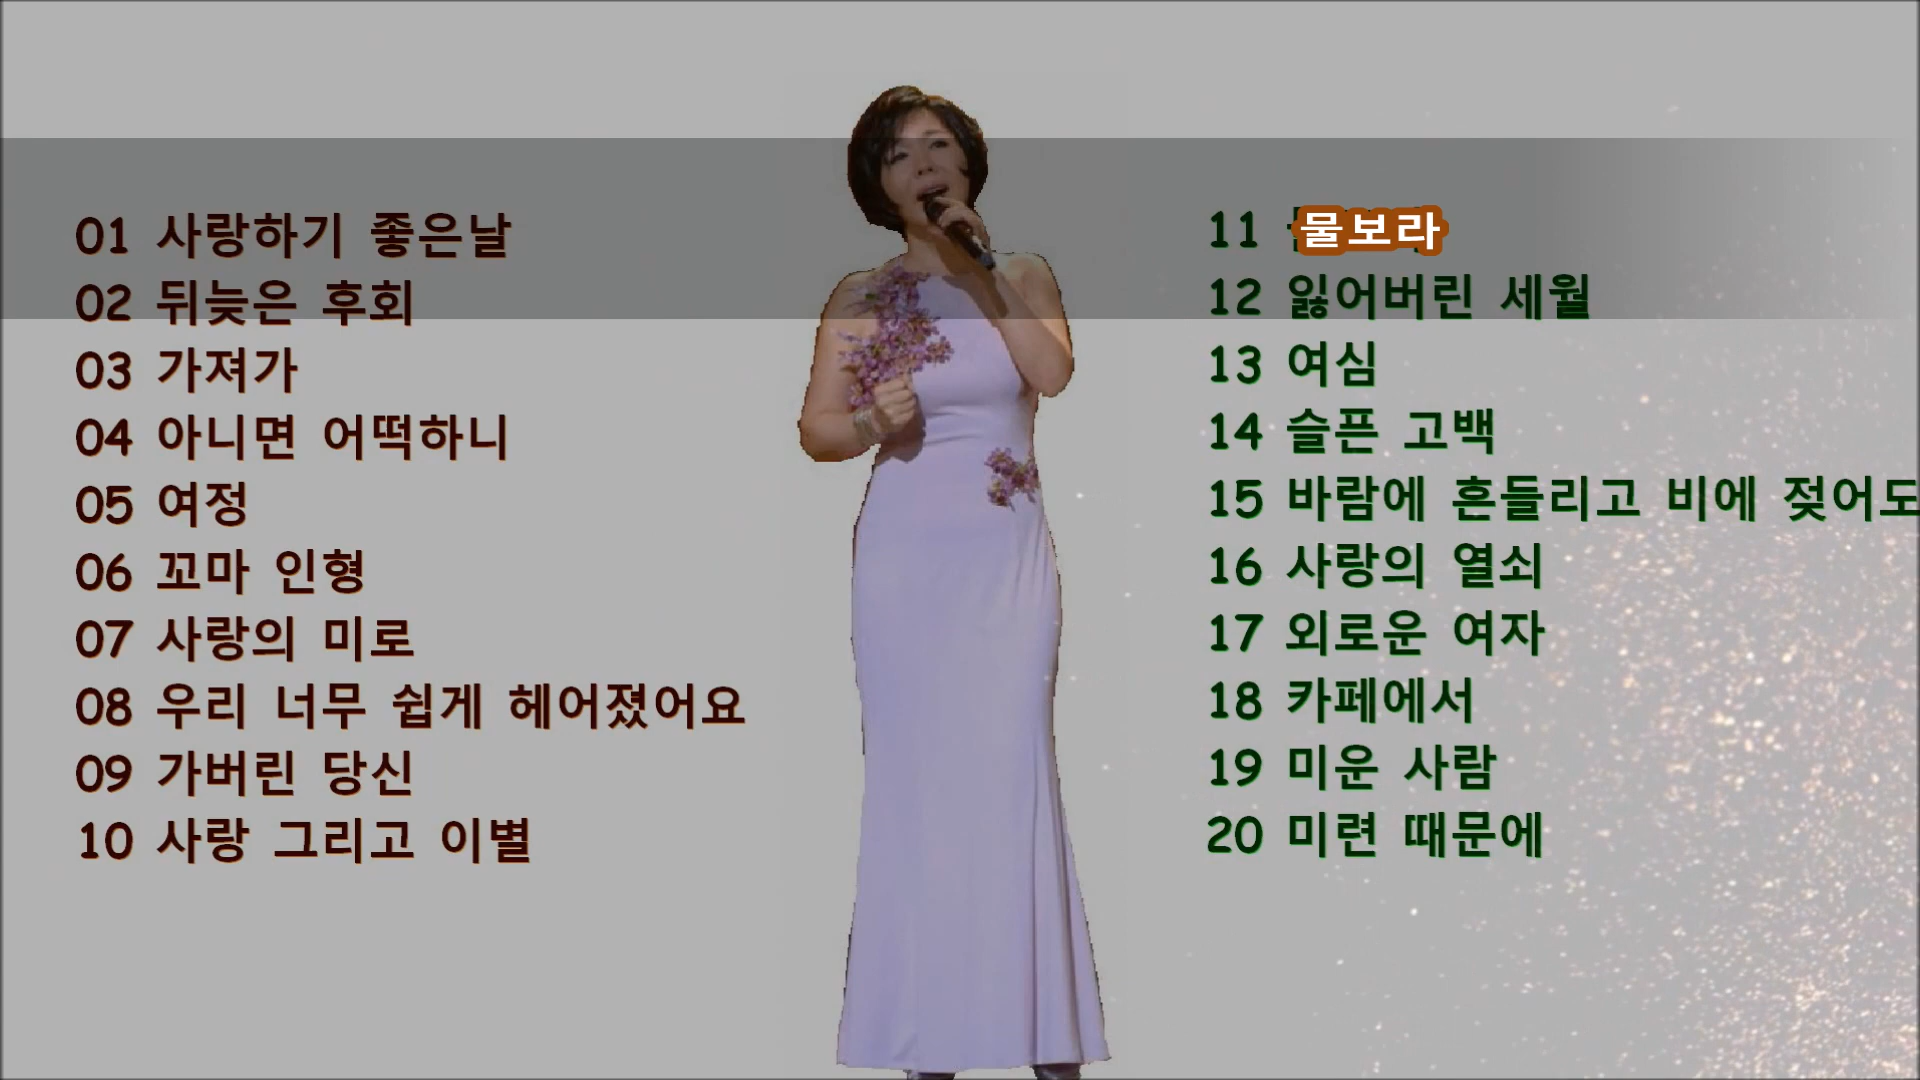 01 사랑하기 좋은날
02 뒤늦은 후회
03 가져가
04 아니면 어떡하니
05 여정
06 꼬마 인형
07 사랑의 미로
08 우리 너무 쉽게 헤어졌어요
09 가버린 당신
10 사랑 그리고 이별
11 물보라
12 잃어버린 세월
13 여심
14 슬픈 고백
15 바람에 흔들리고 비에 젖어도
16 사랑의 열쇠
17 외로운 여자
18 카페에서
19 미운 사람
20 미련 때문에